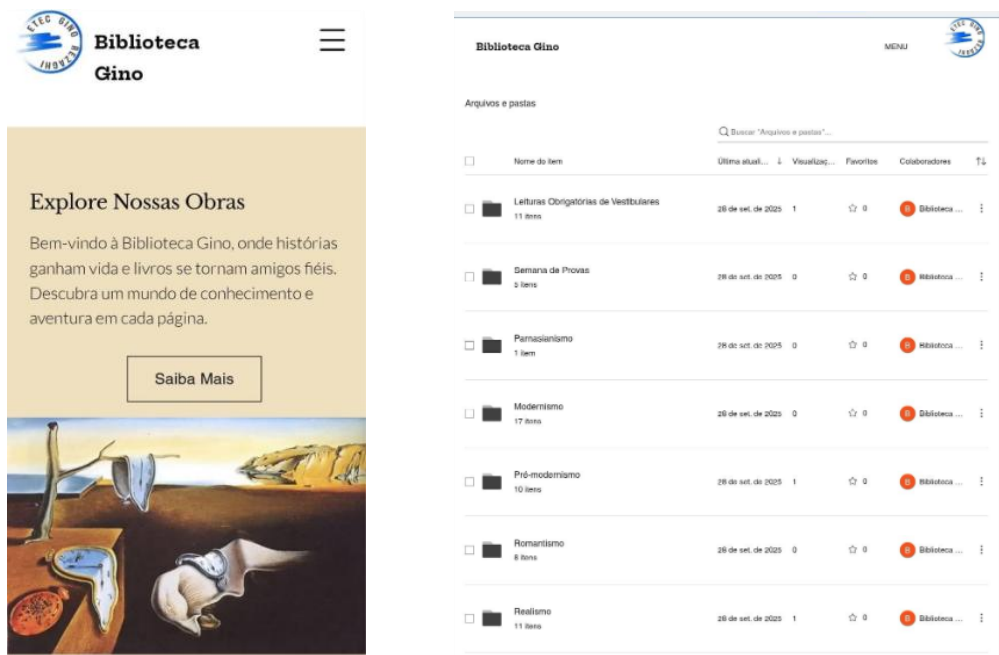 ETEC GINO REZAGHI
Biblioteca
Gino
Explore Nossas Obras
Bem-vindo à Biblioteca Gino, onde histórias
ganham vida e livros se tornam amigos fiéis.
Descubra um mundo de conhecimento e
aventura em cada página.
Saiba Mais
Biblioteca Gino
MENU
ETEC GINO REZAGHI
Arquivos e pastas
Buscar "Arquivos e pastas"...
Nome do item Última atuali... ↓ Visualizaç... Favoritos Colaboradores
Leituras Obrigatórias de Vestibulares
11 itens
28 de set. de 2025 1 0 B Biblioteca ...
Semana de Provas
5 itens
28 de set. de 2025 0 0 B Biblioteca ...
Parnasianismo
1 item
28 de set. de 2025 0 0 B Biblioteca ...
Modernismo
17 itens
28 de set. de 2025 0 0 B Biblioteca ...
Pré-modernismo
10 itens
28 de set. de 2025 1 0 B Biblioteca ...
Romantismo
8 itens
28 de set. de 2025 0 0 B Biblioteca ...
Realismo
11 itens
28 de set. de 2025 1 0 B Biblioteca ...